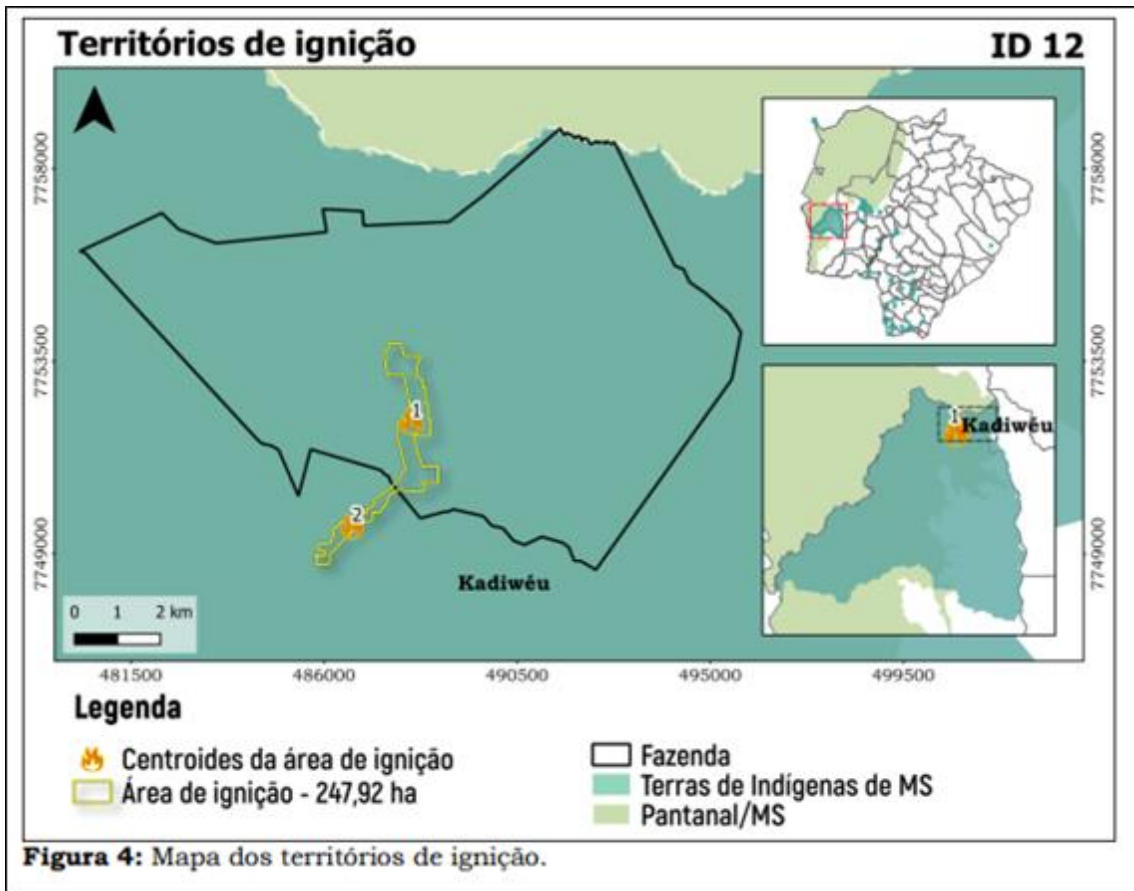 Territórios de ignição
ID 12
7758000
7753500
7749000
7758000
7753500
7749000
1
2
Kadiwéu
1
Kadiwéu
0 1 2 km
481500 486000 490500 495000 499500
Legenda
Centroides da área de ignição
Área de ignição - 247,92 ha
Fazenda
Terras de Indígenas de MS
Pantanal/MS
Figura 4: Mapa dos territórios de ignição.